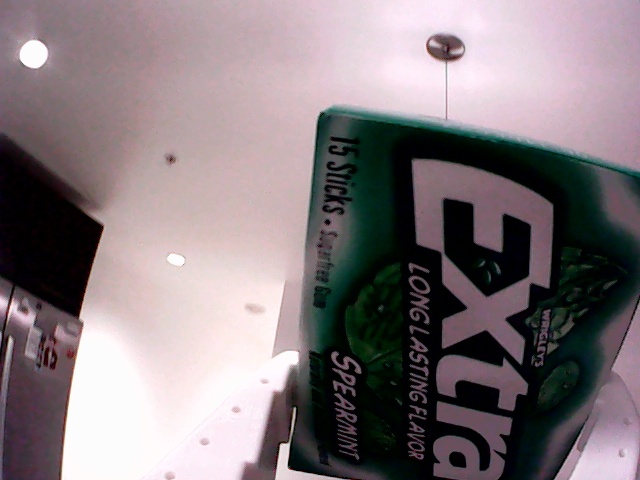 WRIGLEY'S
Extra
LONG LASTING FLAVOR
SPEARMINT
15 Sticks • Sugarfree Gum